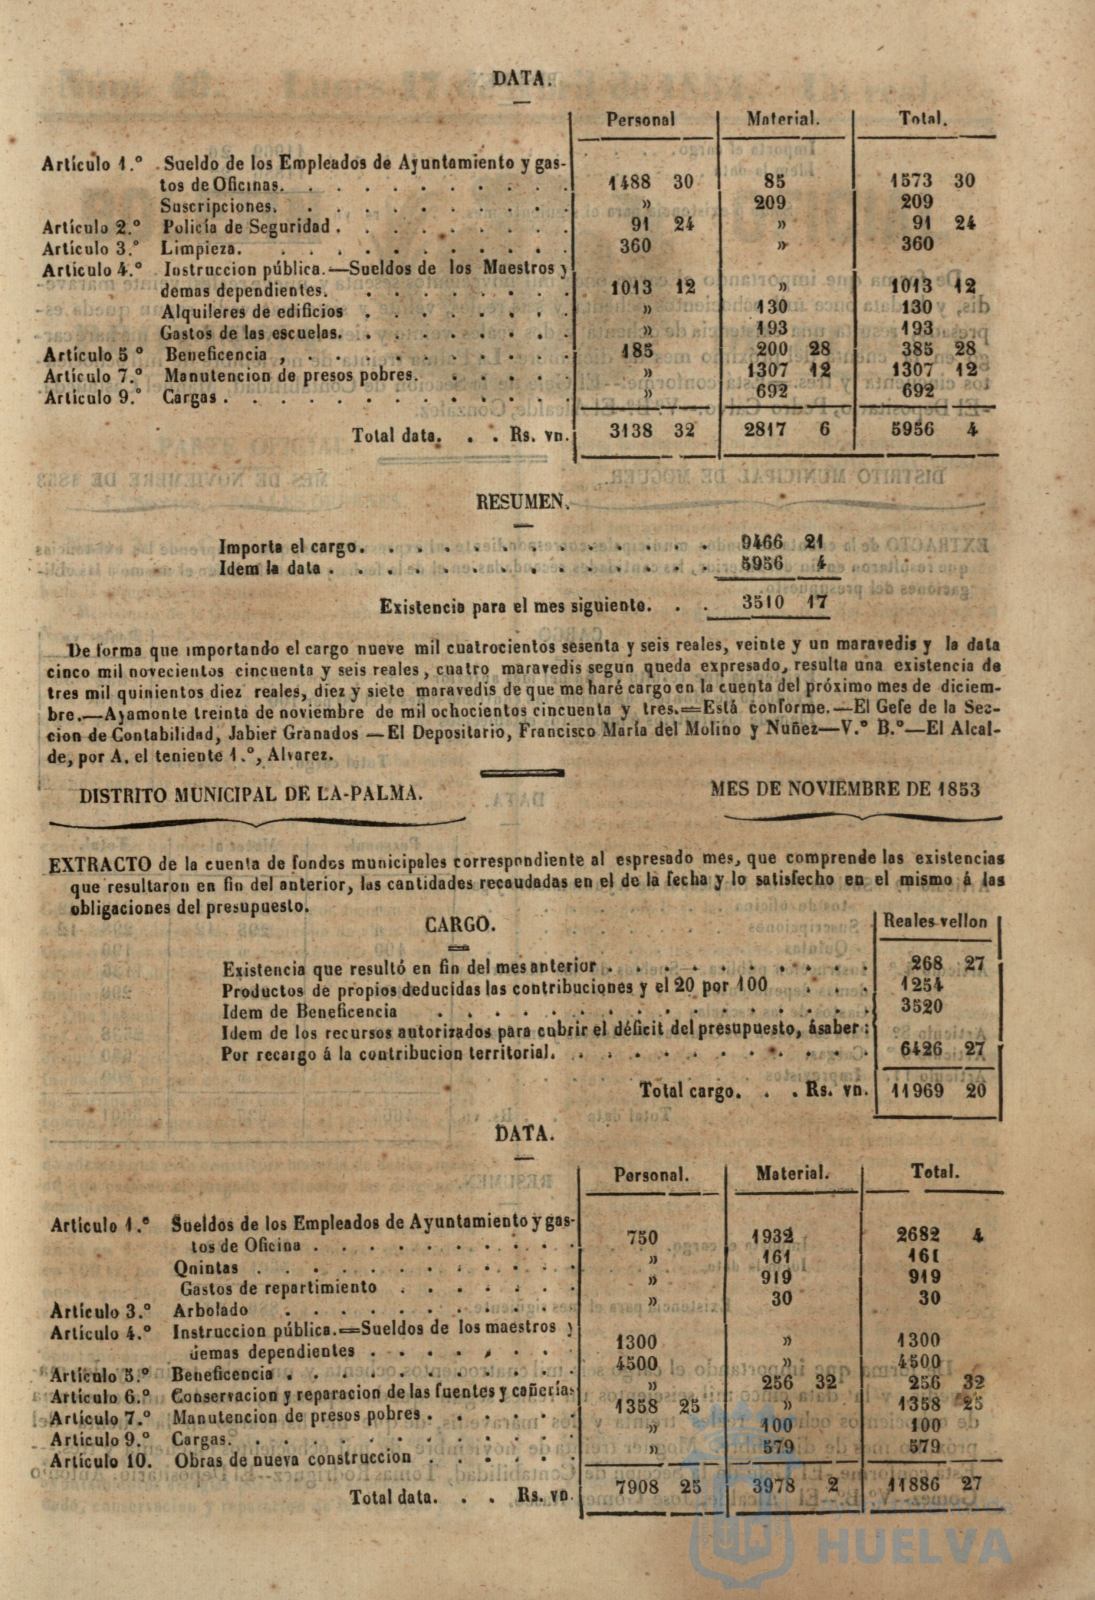 DATA.
Personal Material. Total.
Artículo 1.º Sueldo de los Empleados de Ayuntamiento y gas-
tos de Oficinas. . . . . . . . . . 1488 30 85 1573 30
Suscripciones. . . . . . . . . . » 209 209
Artículo 2.º Policía de Seguridad . . . . . . . . 91 24 » 91 24
Artículo 3.º Limpieza. . . . . . . . . . . 360 » 360
Artículo 4.º Instruccion pública.—Sueldos de los Maestros y
demas dependientes. . . . . . . . . 1013 12 » 1013 12
Alquileres de edificios . . . . . . . . » 130 130
Gastos de las escuelas. . . . . . . . . » 193 193
Artículo 5º Beneficencia , . . . . . . . . . . 185 200 28 385 28
Artículo 7.º Manutencion de presos pobres. . . . . . » 1307 12 1307 12
Artículo 9.º Cargas . . . . . . . . . . . . » 692 692
Total data. . . Rs. vn. 3138 32 2817 6 5956 4
RESUMEN.
Importa el cargo. . . . . . . . . . . . . 9466 21
Idem la data . . . . . . . . . . . . . . 5956 4
Existencia para el mes siguiente. . . 3510 17
De forma que importando el cargo nueve mil cuatrocientos sesenta y seis reales, veinte y un maravedis y la data
cinco mil novecientos cincuenta y seis reales, cuatro maravedis segun queda expresado, resulta una existencia de
tres mil quinientos diez reales, diez y siete maravedis de que me haré cargo en la cuenta del próximo mes de diciem-
bre.—Ayamonte treinta de noviembre de mil ochocientos cincuenta y tres.=Está conforme.—El Gefe de la Sec-
cion de Contabilidad, Jabier Granados—El Depositario, Francisco María del Molino y Nuñez—V.º B.º—El Alcal-
de, por A. el teniente 1.º, Alvarez.
DISTRITO MUNICIPAL DE LA-PALMA. MES DE NOVIEMBRE DE 1853
EXTRACTO de la cuenta de fondos municipales correspondiente al espresado mes, que comprende las existencias
que resultaron en fin del anterior, las cantidades recaudadas en el de la fecha y lo satisfecho en el mismo á las
obligaciones del presupuesto.
CARGO. Reales vellon
Existencia que resultó en fin del mes anterior . . . . . . . . . . 268 27
Productos de propios deducidas las contribuciones y el 20 por 100 . . . 1254
Idem de Beneficencia . . . . . . . . . . . . . . . 3520
Idem de los recursos autorizados para cubrir el déficit del presupuesto, á saber:
Por recargo á la contribucion territorial. . . . . . . . . . . . 6426 27
Total cargo. . . Rs. vn. 11969 20
DATA.
Personal. Material. Total.
Artículo 1.º Sueldos de los Empleados de Ayuntamiento y gas-
tos de Oficina . . . . . . . . . . 750 1932 2682 4
Quintas . . . . . . . . . . . . » 161 161
Gastos de repartimiento . . . . . . . » 919 919
Artículo 3.º Arbolado . . . . . . . . . . » 30 30
Artículo 4.º Instruccion pública.=Sueldos de los maestros y
demas dependientes . . . . . . . . 1300 » 1300
Artículo 5.º Beneficencia . . . . . . . . . . . 4500 » 4500
Artículo 6.º Conservacion y reparacion de las fuentes y cañerías » 256 32 256 32
Artículo 7.º Manutencion de presos pobres . . . . . . 1358 25 » 1358 25
Artículo 9.º Cargas. . . . . . . . . . . . . » 100 100
Artículo 10. Obras de nueva construccion . . . . . . » 579 579
Total data. . . Rs. vn. 7908 25 3978 2 11886 27
HUELVA